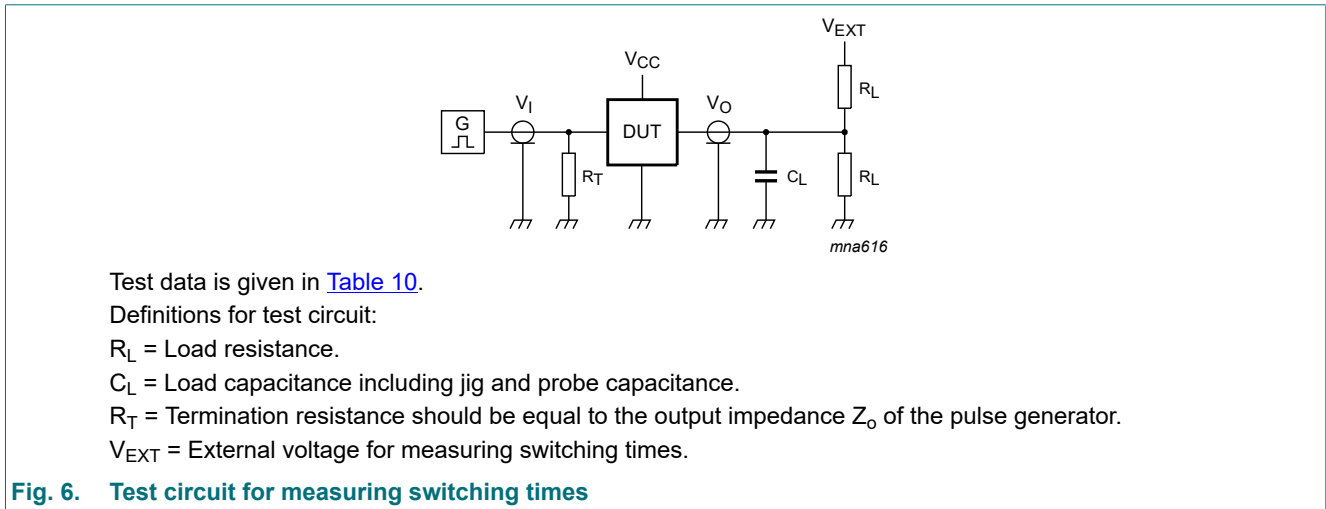 VEXT
VCC
RL
VI
VO
G
DUT
RT
CL
RL
mna616
Test data is given in Table 10.
Definitions for test circuit:
RL = Load resistance.
CL = Load capacitance including jig and probe capacitance.
RT = Termination resistance should be equal to the output impedance Zo of the pulse generator.
VEXT = External voltage for measuring switching times.
Fig. 6. Test circuit for measuring switching times